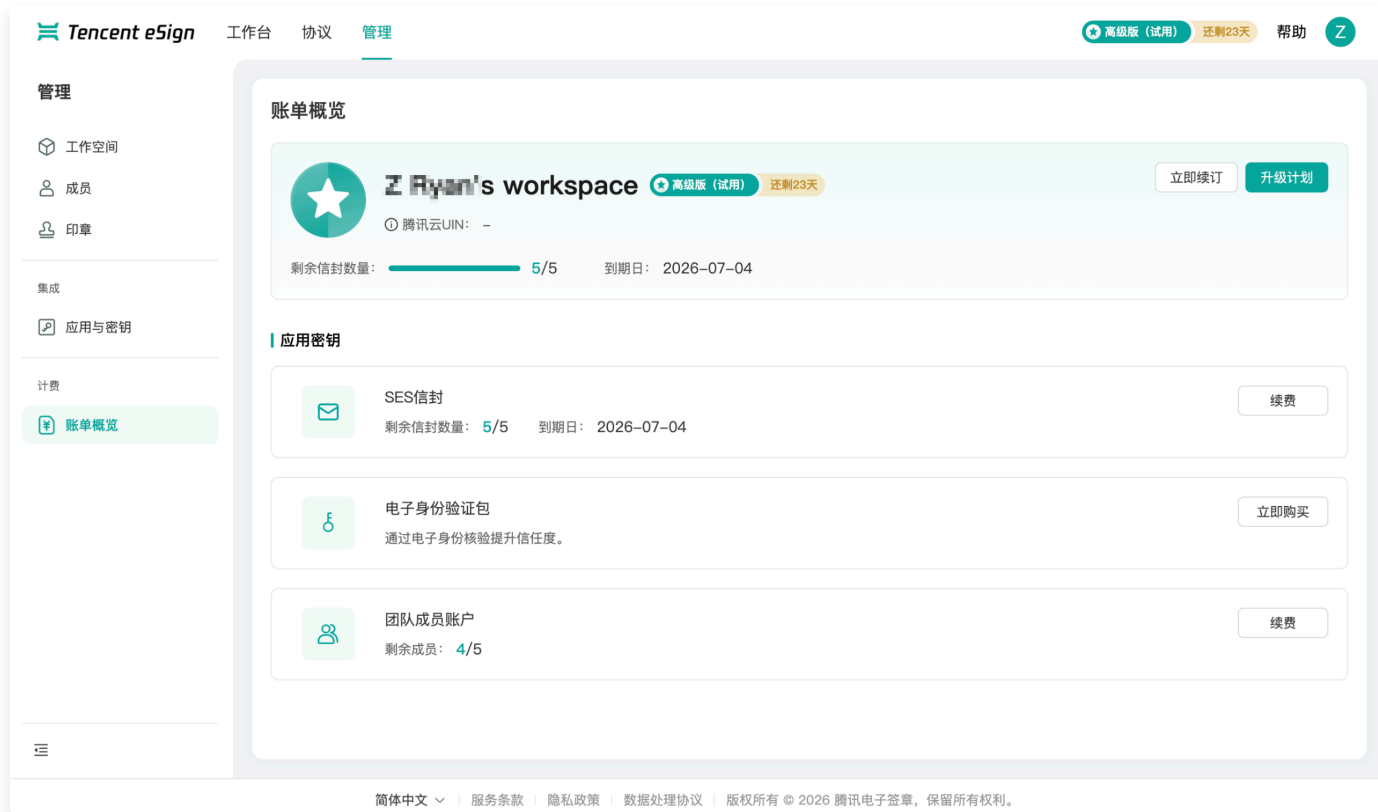 Tencent eSign 工作台 协议 管理 高级版（试用） 还剩23天 帮助 Z
管理
工作空间
成员
印章
集成
应用与密钥
计费
账单概览
账单概览
's workspace 高级版（试用） 还剩23天 立即续订 升级计划
腾讯云UIN： –
剩余信封数量： 5/5 到期日： 2026–07–04
应用密钥
SES信封 续费
剩余信封数量： 5/5 到期日： 2026–07–04
电子身份验证包 立即购买
通过电子身份核验提升信任度。
团队成员账户 续费
剩余成员： 4/5
简体中文 服务条款 隐私政策 数据处理协议 版权所有 © 2026 腾讯电子签章，保留所有权利。